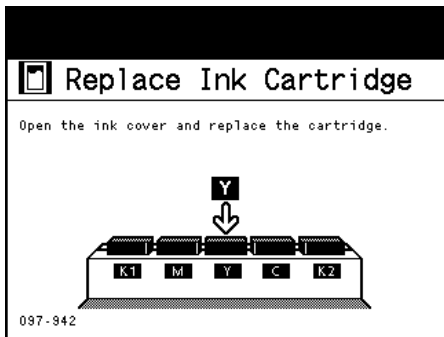 Replace Ink Cartridge
Open the ink cover and replace the cartridge.
Y
K1 M Y C K2
097-942